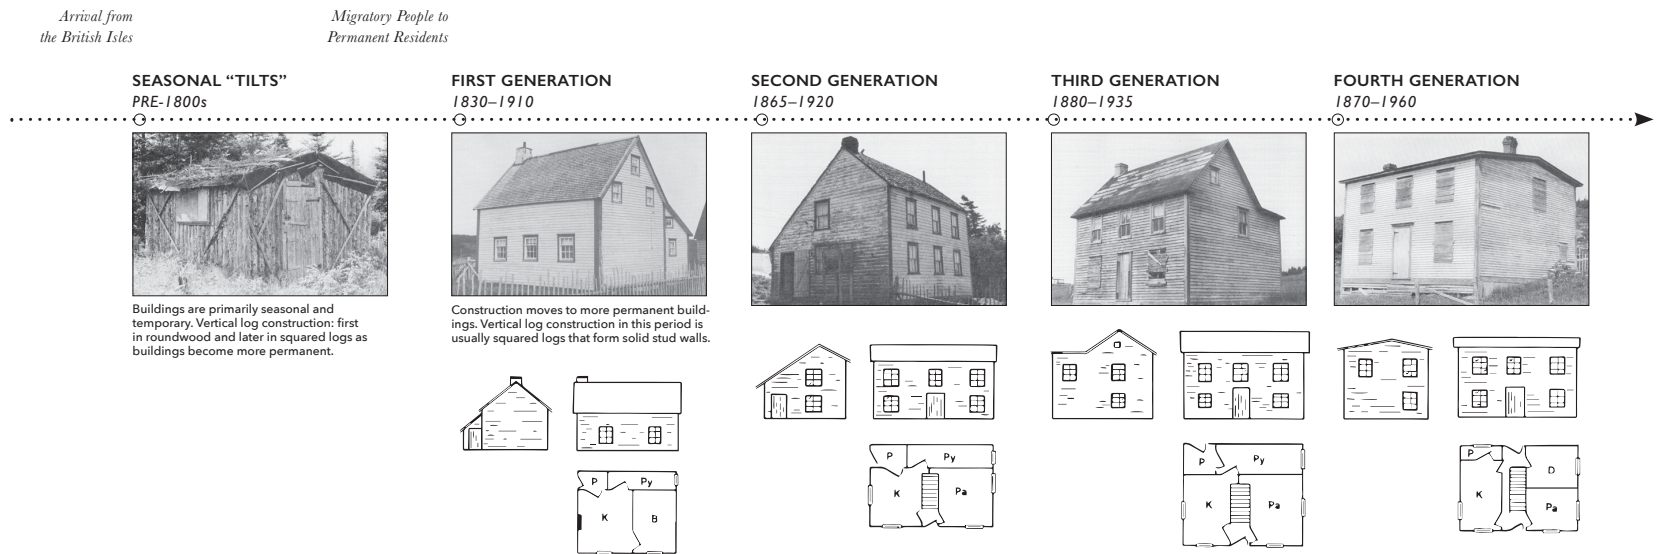 Arrival from
the British Isles
Migratory People to
Permanent Residents
SEASONAL “TILTS”
PRE-1800s
FIRST GENERATION
1830–1910
SECOND GENERATION
1865–1920
THIRD GENERATION
1880–1935
FOURTH GENERATION
1870–1960
Buildings are primarily seasonal and
temporary. Vertical log construction: first
in roundwood and later in squared logs as
buildings become more permanent.
Construction moves to more permanent build-
ings. Vertical log construction in this period is
usually squared logs that form solid stud walls.
P Py
K B
P Py
K Pa
P Py
K Pa
P
K D
Pa